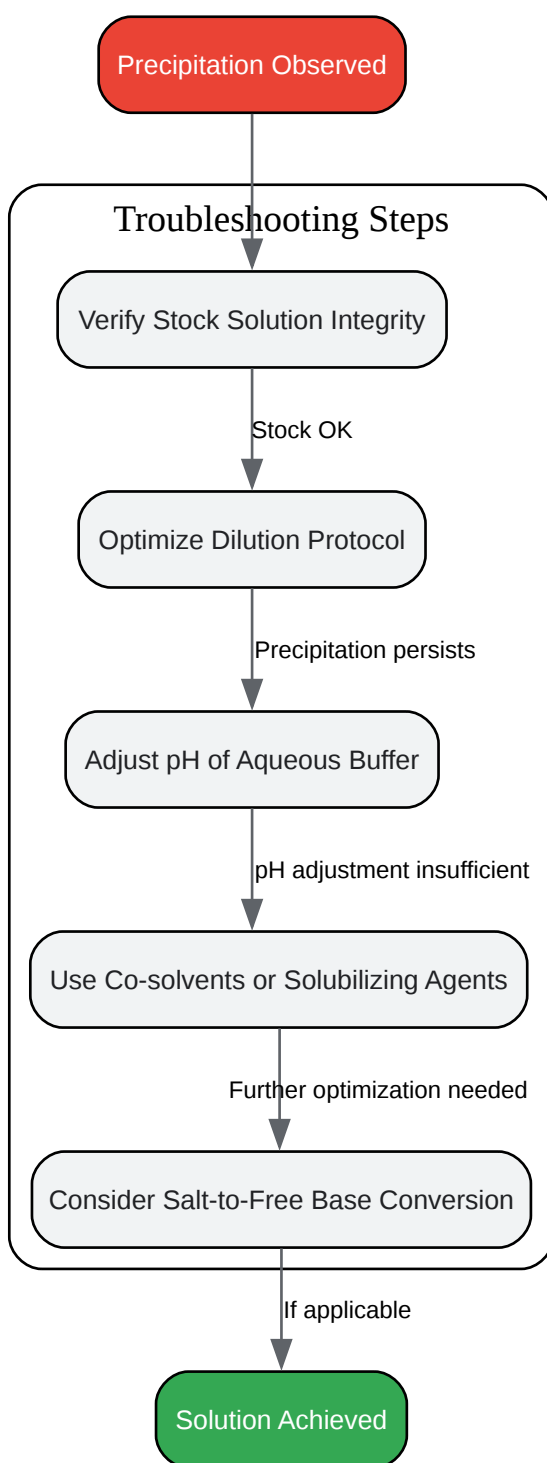 Precipitation Observed
Troubleshooting Steps
Verify Stock Solution Integrity
Stock OK
Optimize Dilution Protocol
Precipitation persists
Adjust pH of Aqueous Buffer
pH adjustment insufficient
Use Co-solvents or Solubilizing Agents
Further optimization needed
Consider Salt-to-Free Base Conversion
If applicable
Solution Achieved